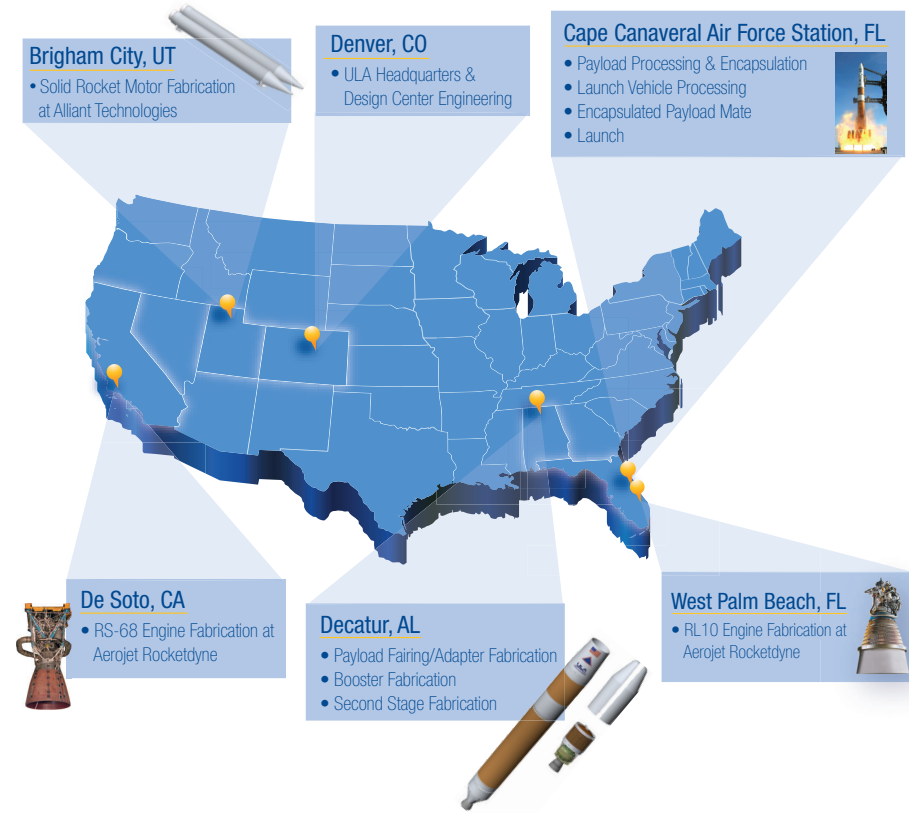 Brigham City, UT
• Solid Rocket Motor Fabrication
at Alliant Technologies
Denver, CO
• ULA Headquarters &
Design Center Engineering
Cape Canaveral Air Force Station, FL
• Payload Processing & Encapsulation
• Launch Vehicle Processing
• Encapsulated Payload Mate
• Launch
De Soto, CA
• RS-68 Engine Fabrication at
Aerojet Rocketdyne
Decatur, AL
• Payload Fairing/Adapter Fabrication
• Booster Fabrication
• Second Stage Fabrication
West Palm Beach, FL
• RL10 Engine Fabrication at
Aerojet Rocketdyne